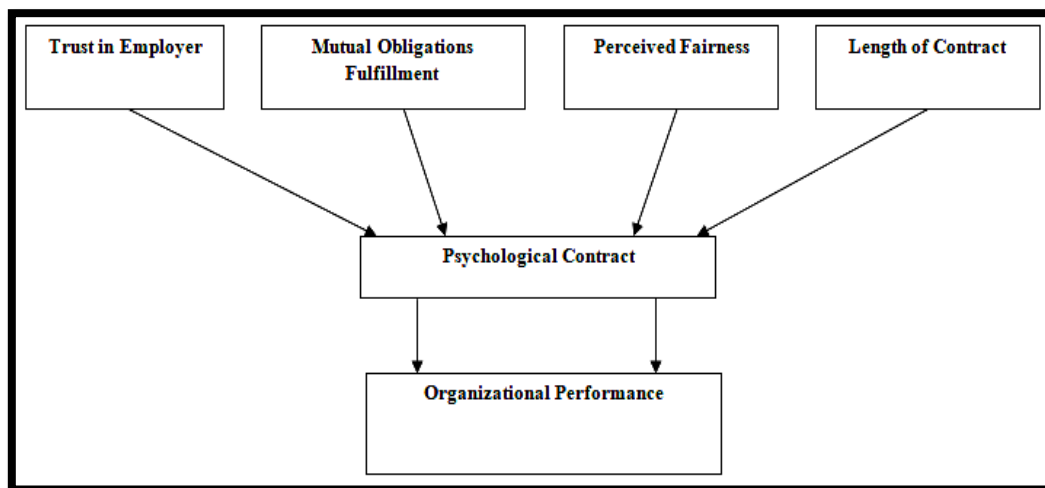 Trust in Employer
Mutual Obligations
Fulfillment
Perceived Fairness
Length of Contract
Psychological Contract
Organizational Performance